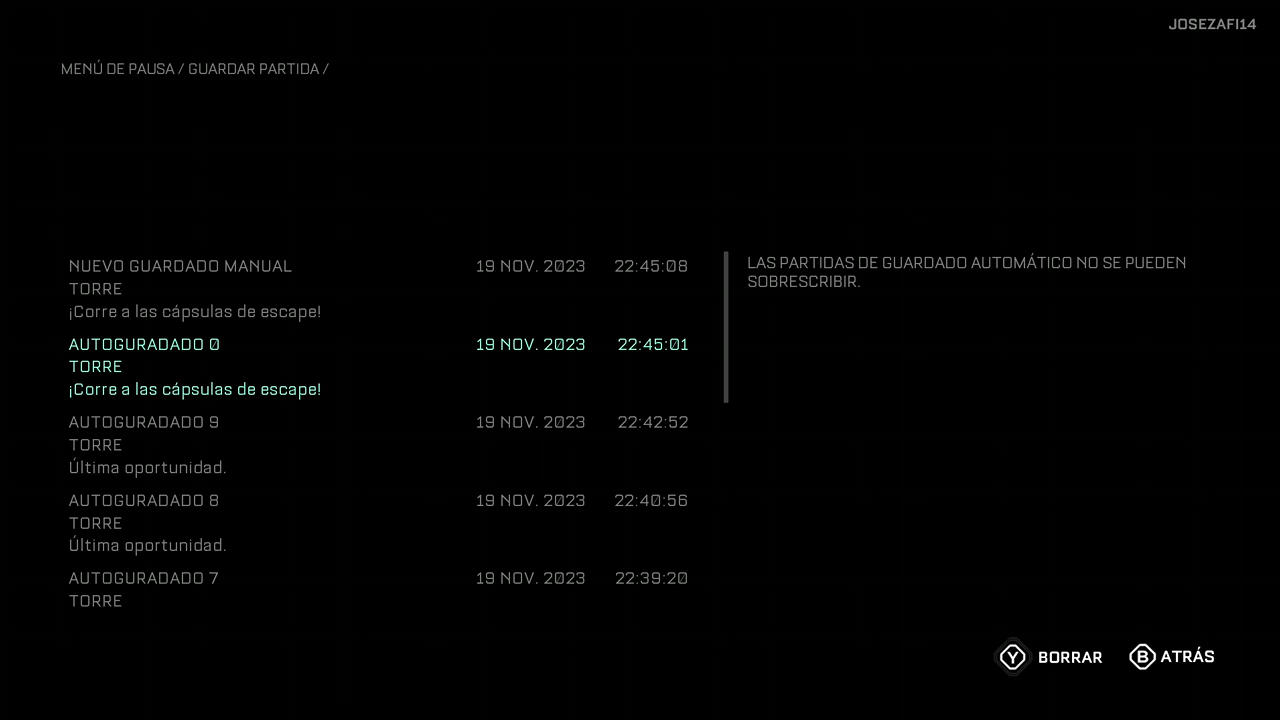 JOSEZAFI14
MENÚ DE PAUSA / GUARDAR PARTIDA /
NUEVO GUARDADO MANUAL 19 NOV. 2023 22:45:08
TORRE
¡Corre a las cápsulas de escape!
AUTOGURADADO 0 19 NOV. 2023 22:45:01
TORRE
¡Corre a las cápsulas de escape!
AUTOGURADADO 9 19 NOV. 2023 22:42:52
TORRE
Última oportunidad.
AUTOGURADADO 8 19 NOV. 2023 22:40:56
TORRE
Última oportunidad.
AUTOGURADADO 7 19 NOV. 2023 22:39:20
TORRE
LAS PARTIDAS DE GUARDADO AUTOMÁTICO NO SE PUEDEN
SOBRESCRIBIR.
Y BORRAR B ATRÁS